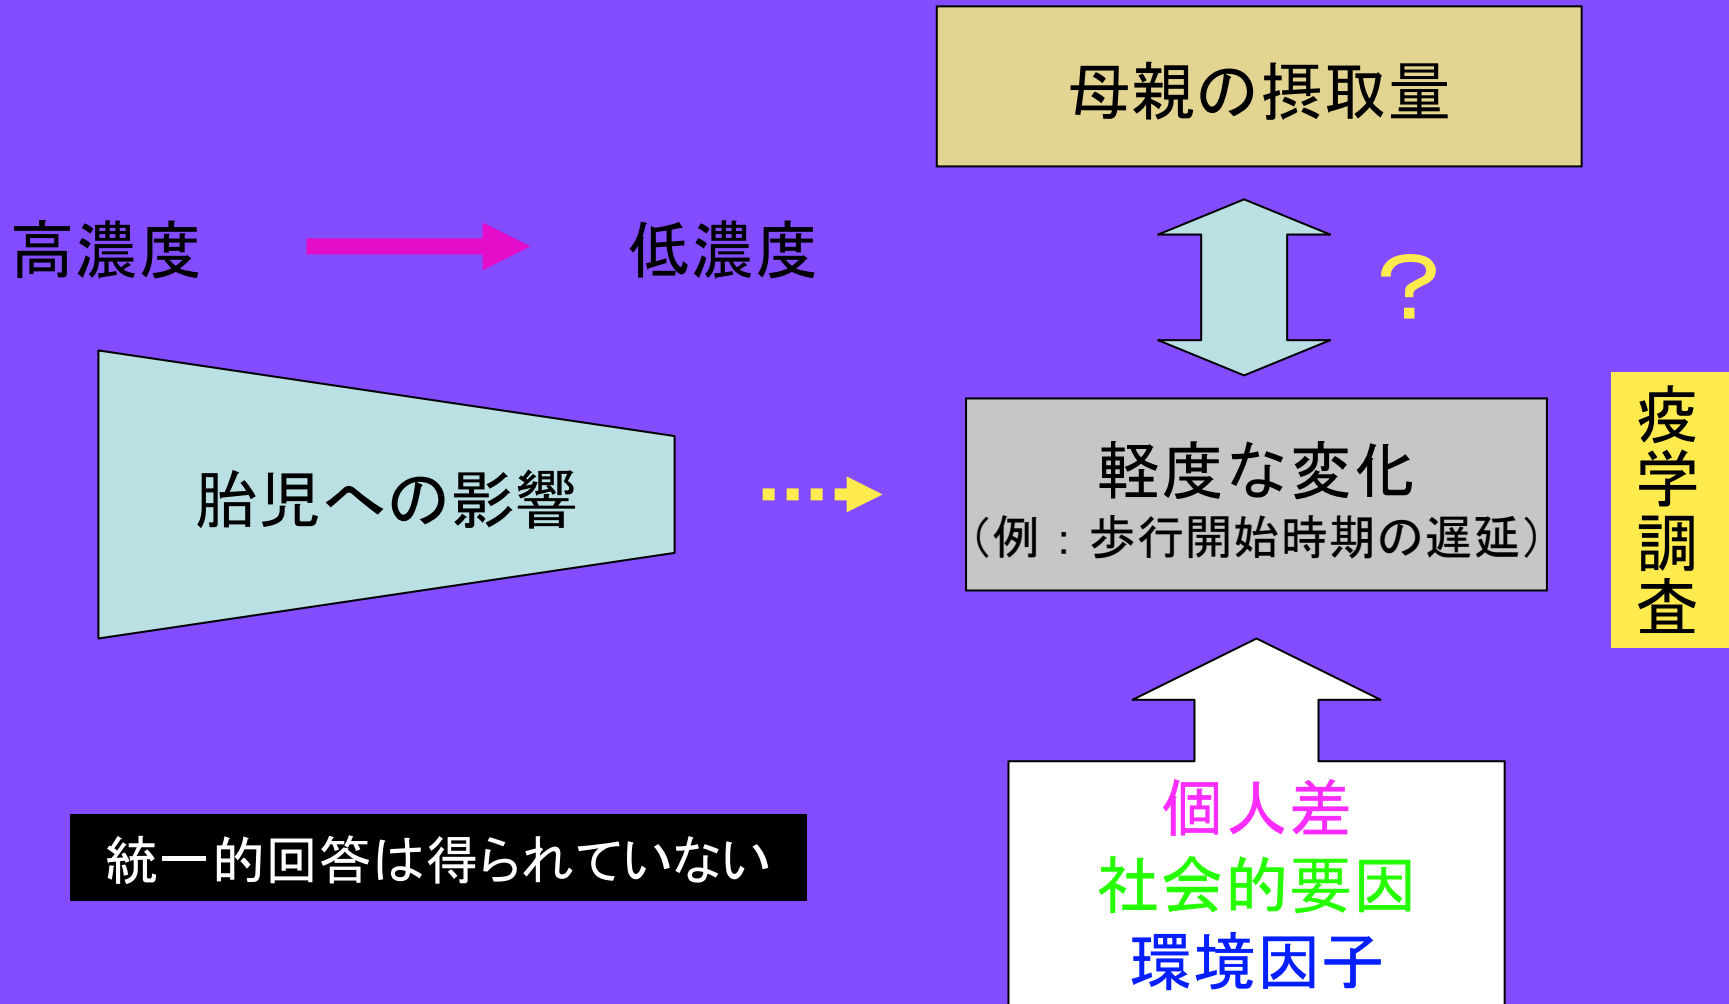 母親の摂取量
高濃度
低濃度
？
胎児への影響
軽度な変化
（例：歩行開始時期の遅延）
疫学調査
統一的回答は得られていない
個人差
社会的要因
環境因子